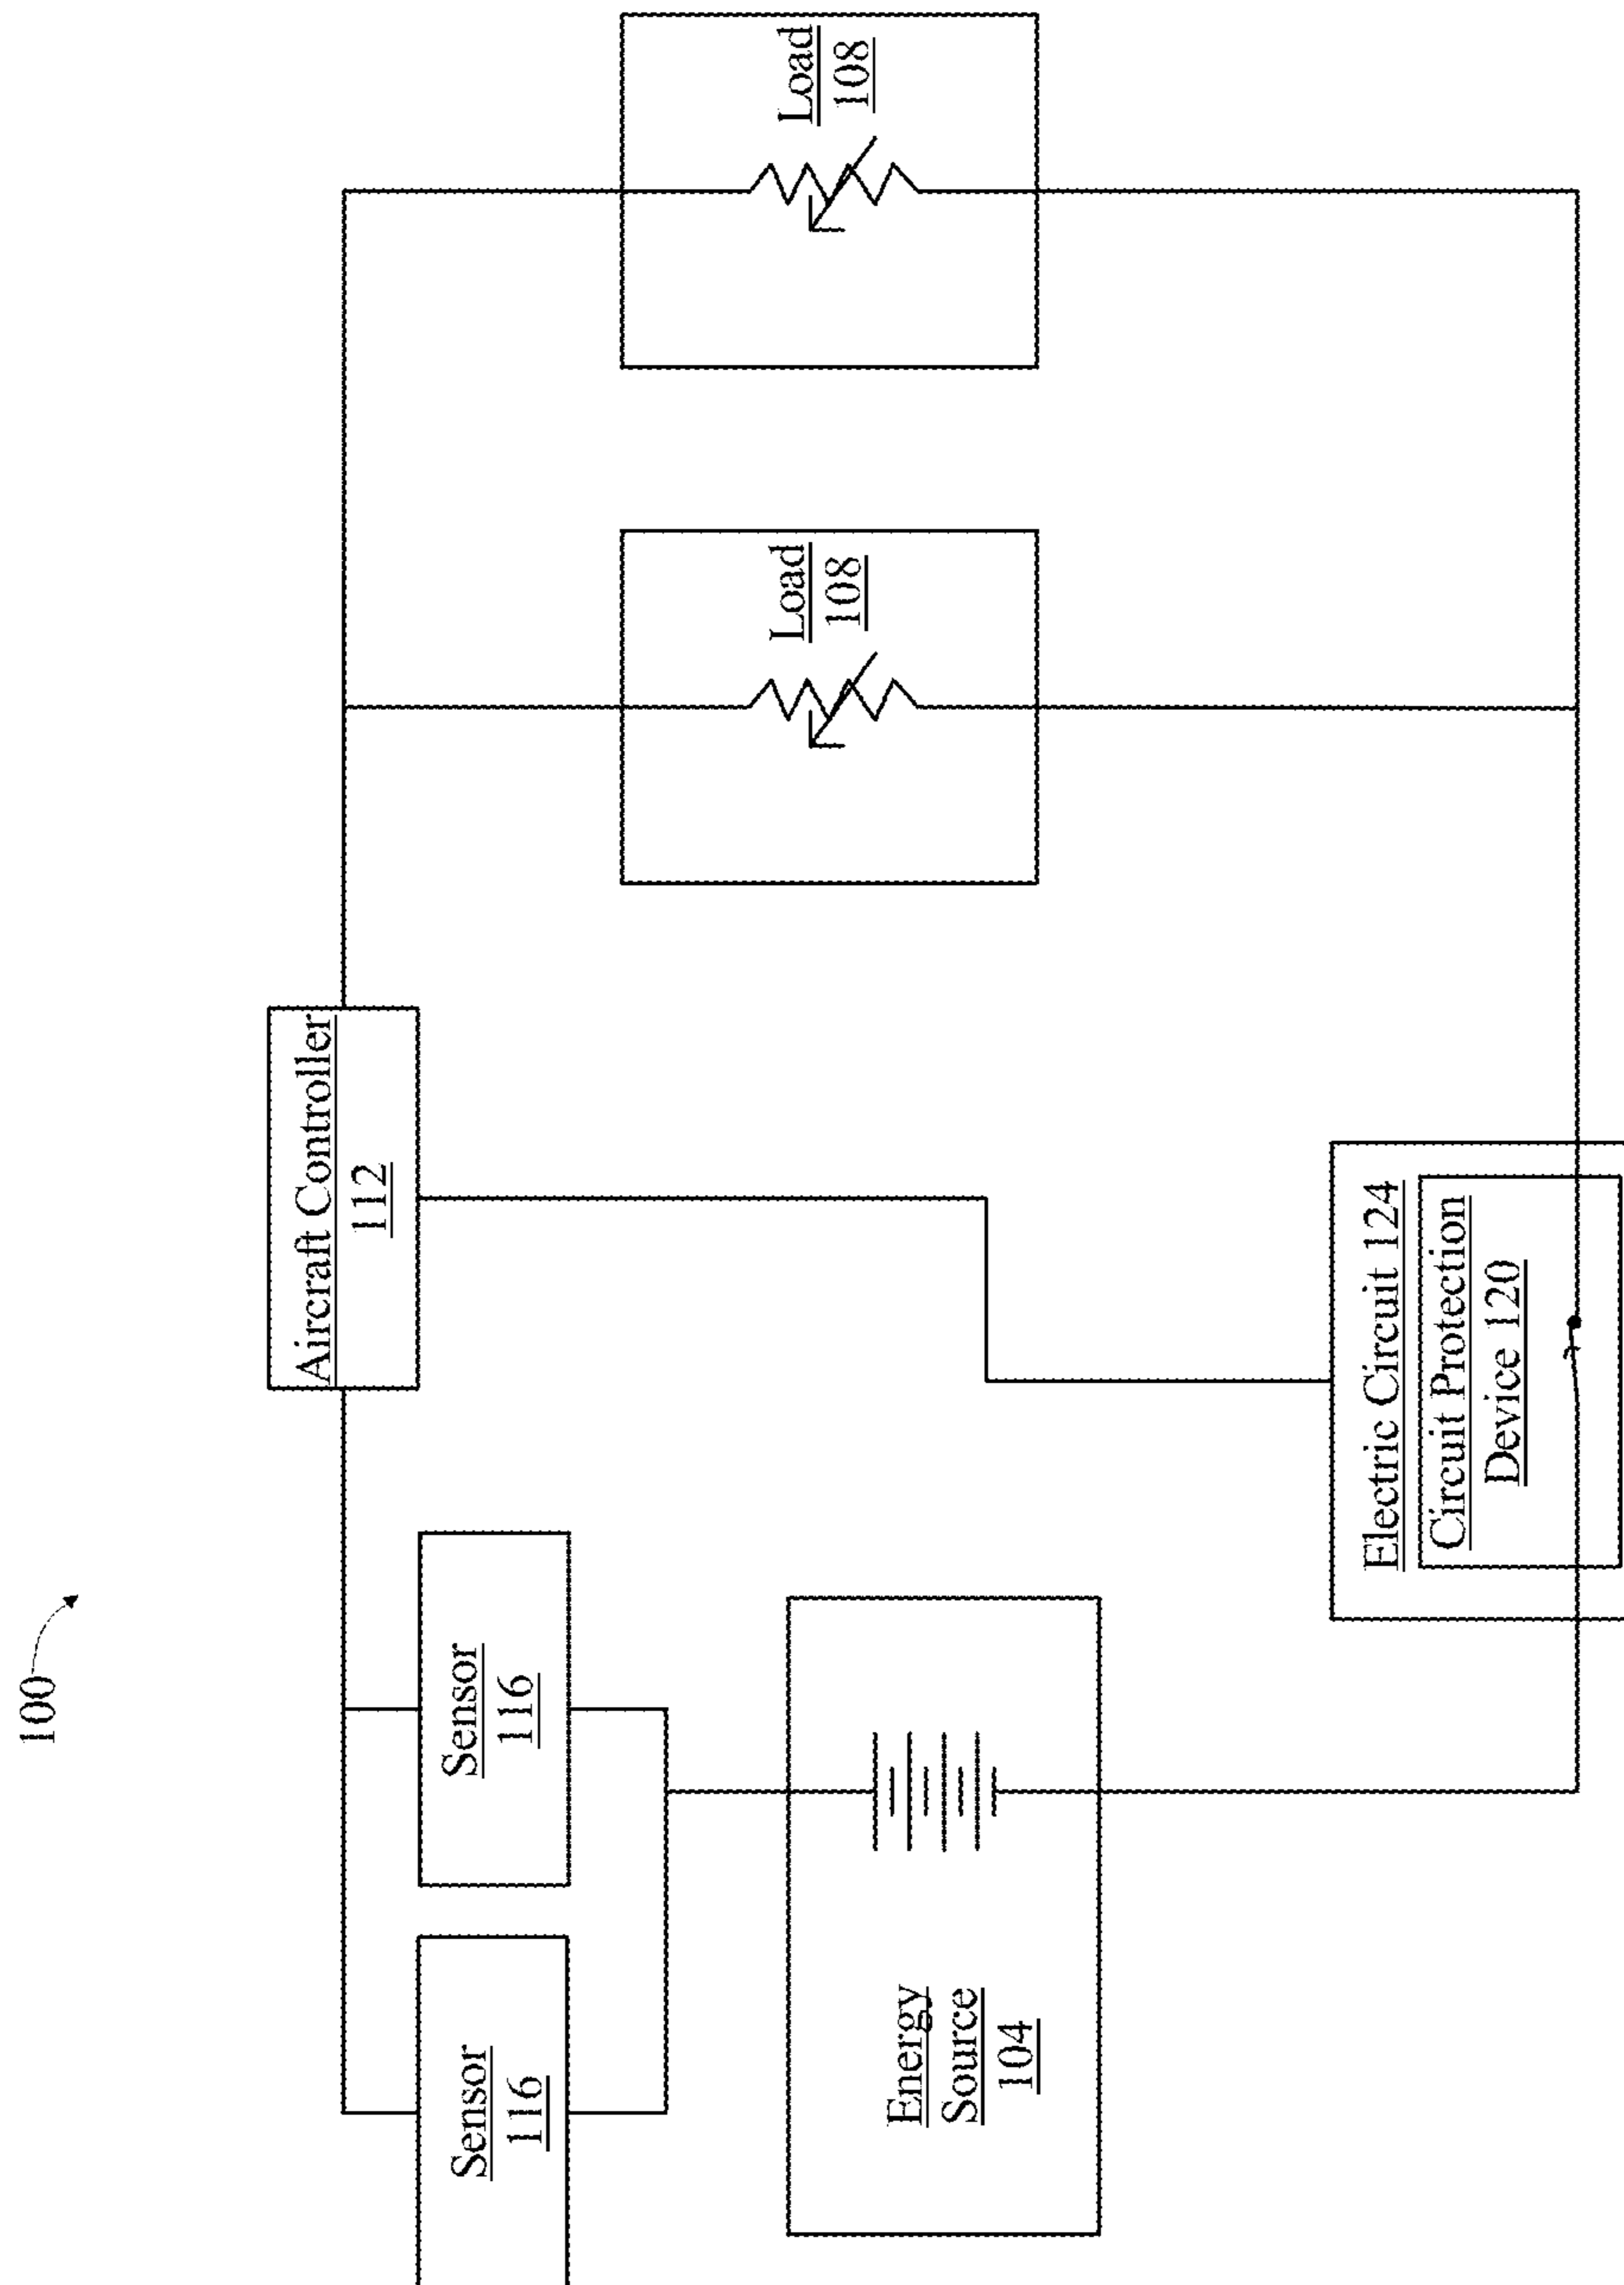 100
Sensor
116
Sensor
116
Aircraft Controller
112
Energy
Source
104
Load
108
Load
108
Electric Circuit 124
Circuit Protection
Device 120